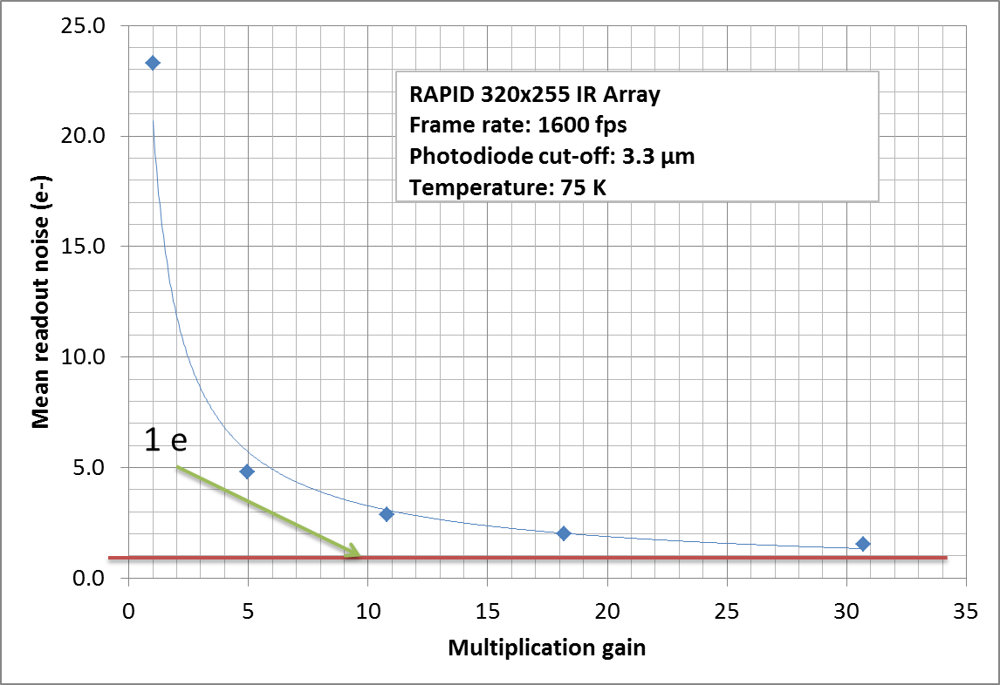 25.0
20.0
15.0
10.0
5.0
0.0
Mean readout noise (e-)
RAPID 320x255 IR Array
Frame rate: 1600 fps
Photodiode cut-off: 3.3 µm
Temperature: 75 K
1 e
0 5 10 15 20 25 30 35
Multiplication gain